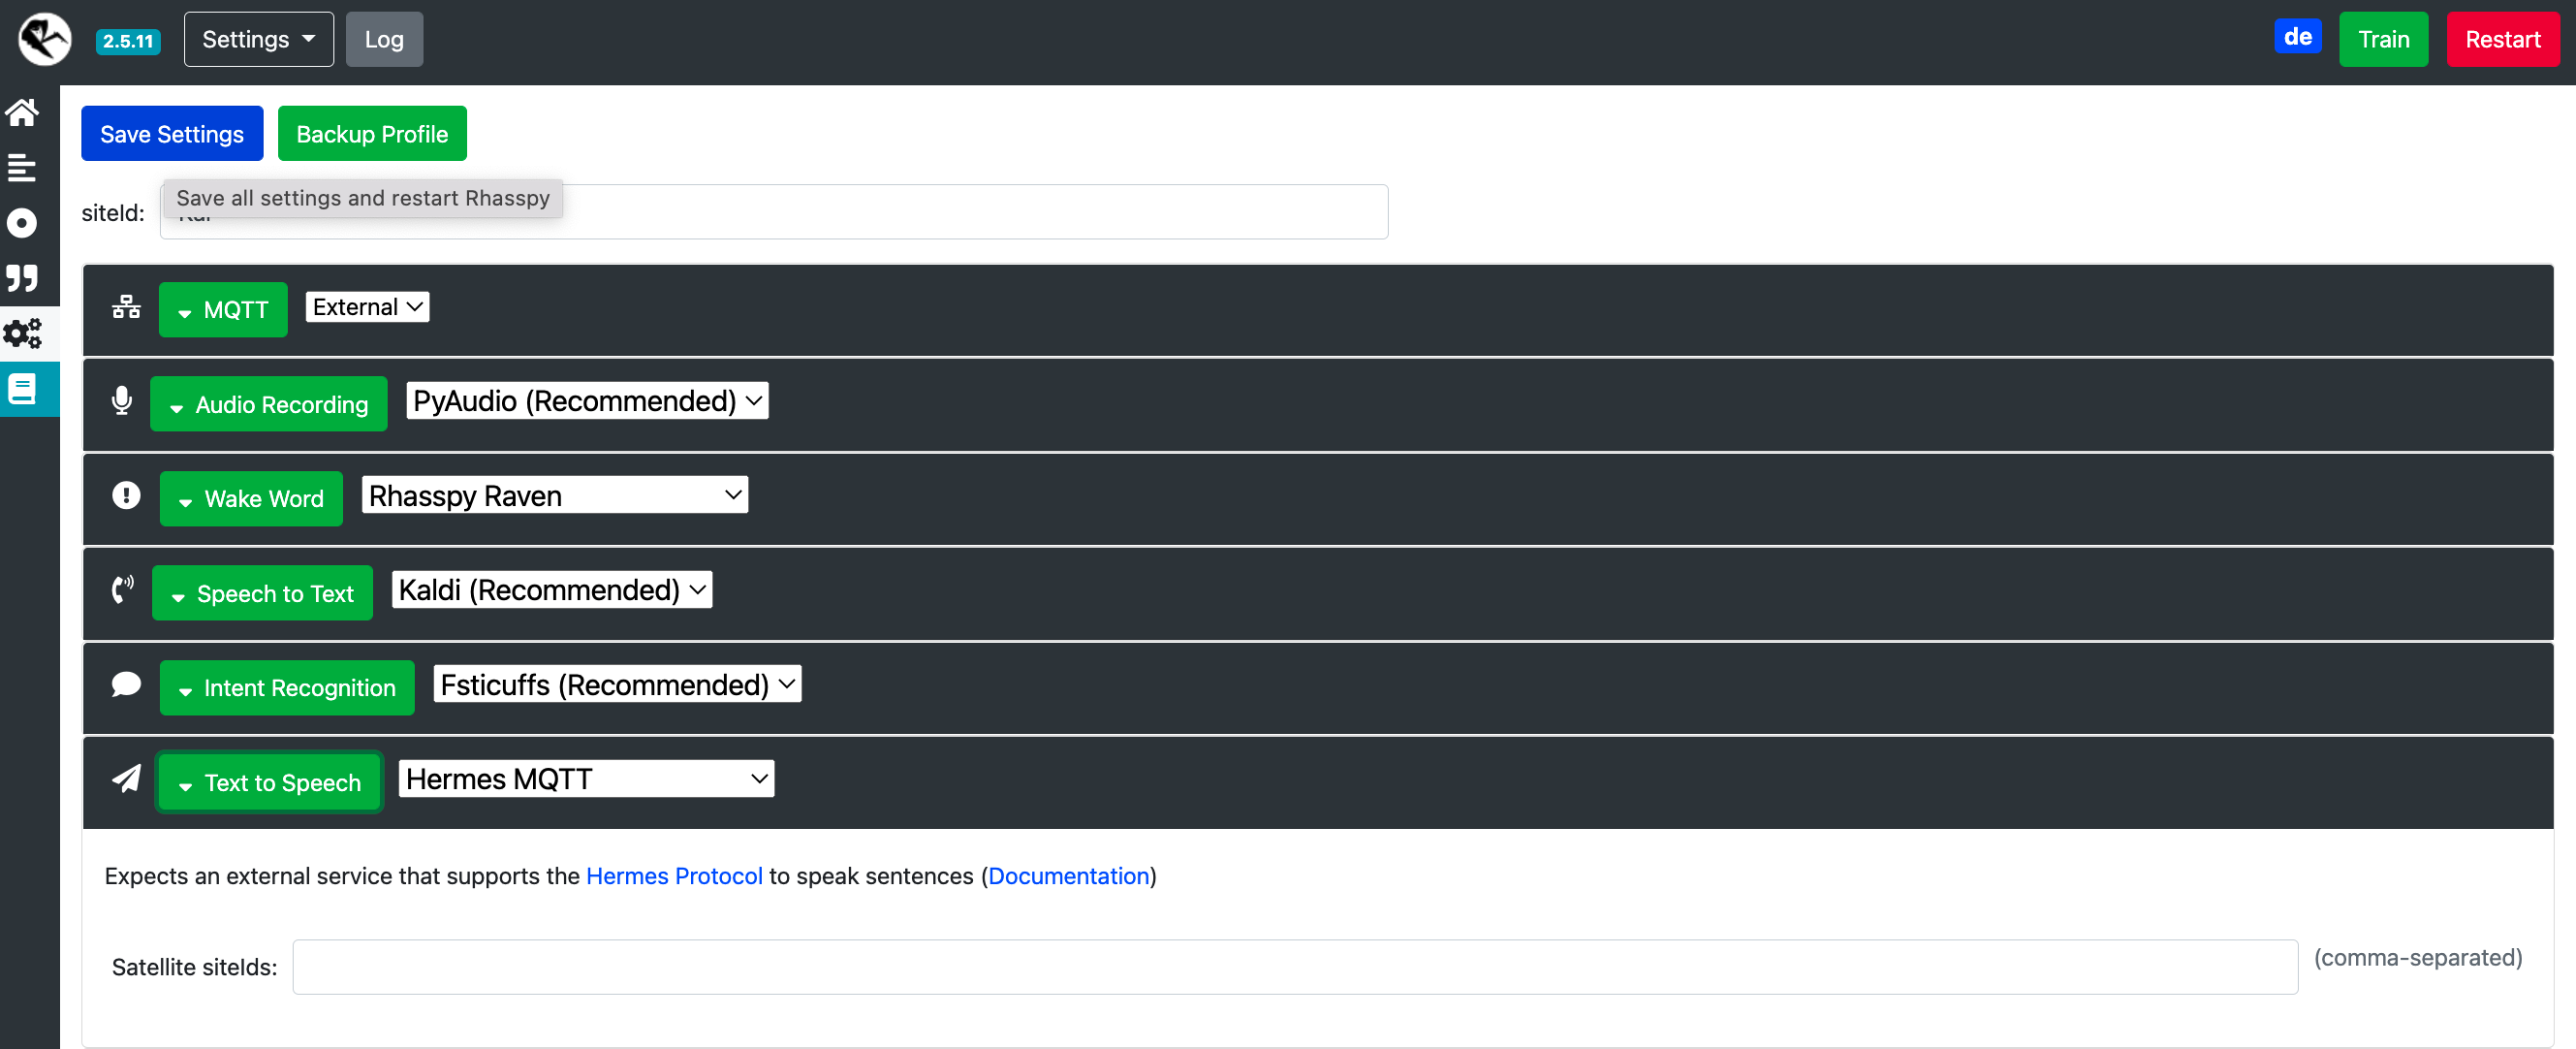 2.5.11 Settings Log de Train Restart
Save Settings Backup Profile
Save all settings and restart Rhasspy
siteId:
MQTT External
Audio Recording PyAudio (Recommended)
Wake Word Rhasspy Raven
Speech to Text Kaldi (Recommended)
Intent Recognition Fsticuffs (Recommended)
Text to Speech Hermes MQTT
Expects an external service that supports the Hermes Protocol to speak sentences (Documentation)
Satellite siteIds: (comma-separated)